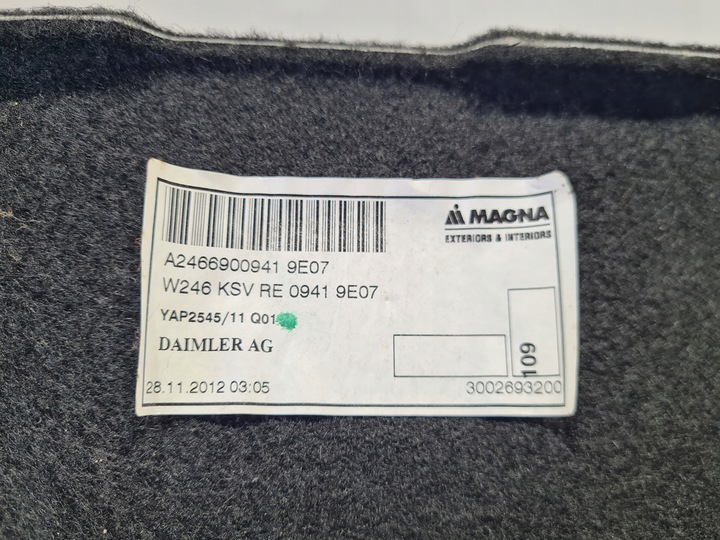 MAGNA
EXTERIORS & INTERIORS
A2466900941 9E07
W246 KSV RE 0941 9E07
YAP2545/11 Q01
DAIMLER AG
109
28.11.2012 03:05
3002693200